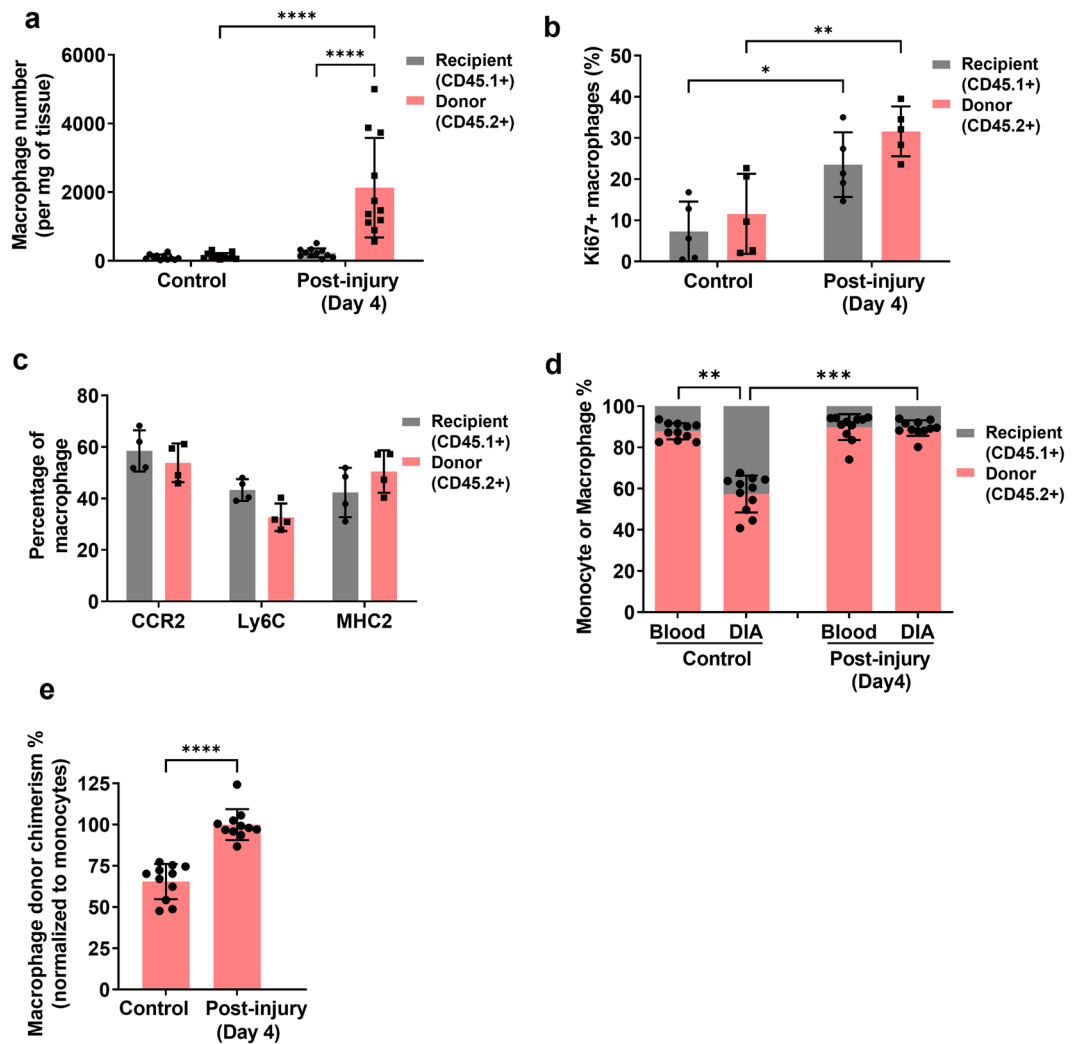 a
****
****
6000
4000
2000
0
Macrophage number
(per mg of tissue)
Control
Post-injury
(Day 4)
Recipient
(CD45.1+)
Donor
(CD45.2+)
b
**
*
50
40
30
20
10
0
Ki67+ macrophages (%)
Control
Post-injury
(Day 4)
Recipient
(CD45.1+)
Donor
(CD45.2+)
c
80
60
40
20
0
Percentage of
macrophage
CCR2
Ly6C
MHC2
Recipient
(CD45.1+)
Donor
(CD45.2+)
d
**
***
100
80
60
40
20
0
Monocyte or Macrophage %
Blood
DIA
Blood
DIA
Control
Post-injury
(Day4)
Recipient
(CD45.1+)
Donor
(CD45.2+)
e
****
125
100
75
50
25
0
Macrophage donor chimerism %
(normalized to monocytes)
Control
Post-injury
(Day 4)